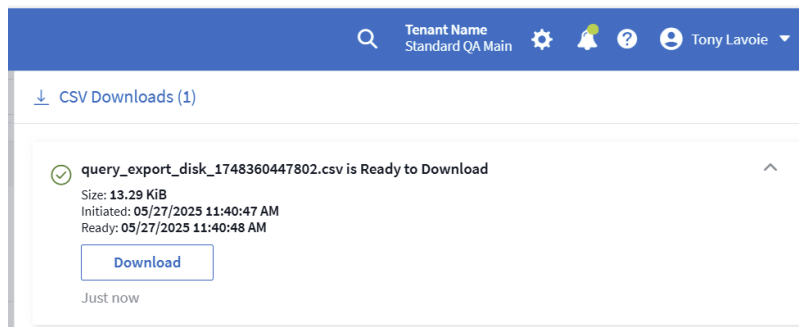 Tenant Name
Standard QA Main
Tony Lavoie
CSV Downloads (1)
query_export_disk_1748360447802.csv is Ready to Download
Size: 13.29 KiB
Initiated: 05/27/2025 11:40:47 AM
Ready: 05/27/2025 11:40:48 AM
Download
Just now